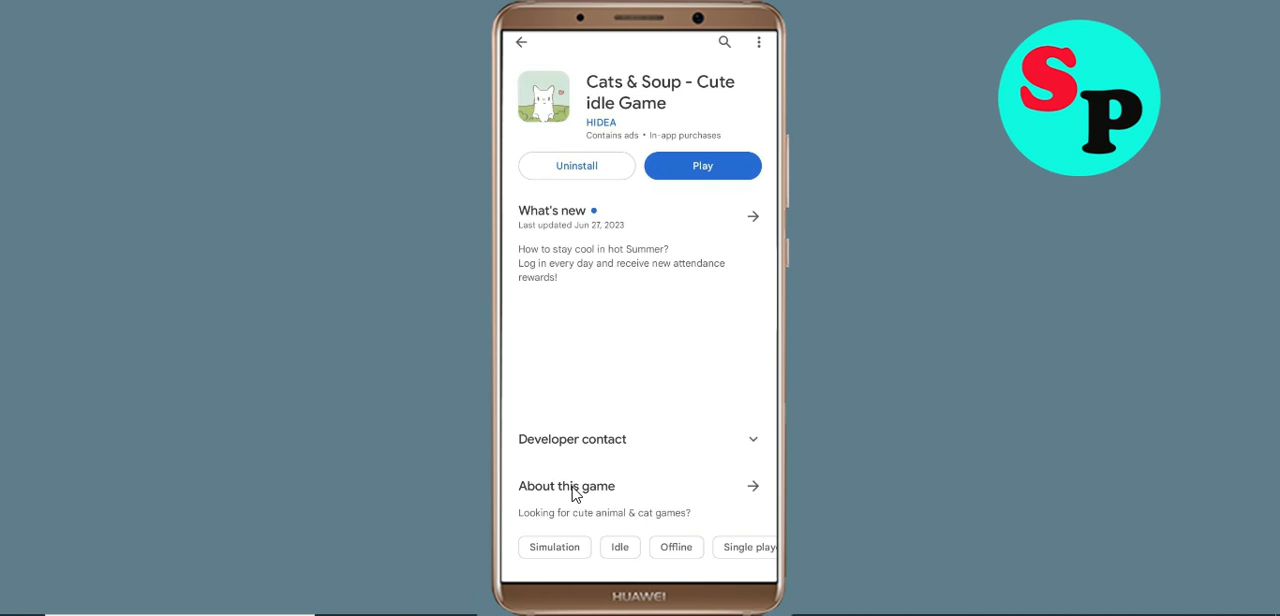 SP
Cats & Soup - Cute
idle Game
HIDEA
Contains ads • In-app purchases
Uninstall
Play
What's new
Last updated Jun 27, 2023
How to stay cool in hot Summer?
Log in every day and receive new attendance
rewards!
Developer contact
About this game
Looking for cute animal & cat games?
Simulation
Idle
Offline
Single play
HUAWEI